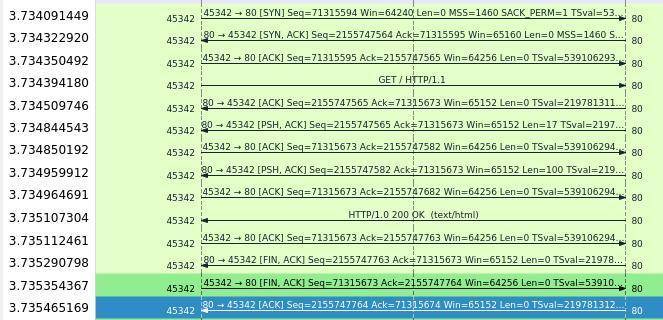 3.734091449 45342 45342 → 80 [SYN] Seq=71315594 Win=64240 Len=0 MSS=1460 SACK_PERM=1 TSval=53... 80
3.734322920 45342 80 → 45342 [SYN, ACK] Seq=2155747564 Ack=71315595 Win=65160 Len=0 MSS=1460 S... 80
3.734350492 45342 45342 → 80 [ACK] Seq=71315595 Ack=2155747565 Win=64256 Len=0 TSval=539106293... 80
3.734394180 45342 GET / HTTP/1.1 80
3.734509746 45342 80 → 45342 [ACK] Seq=2155747565 Ack=71315673 Win=65152 Len=0 TSval=219781311... 80
3.734844543 45342 80 → 45342 [PSH, ACK] Seq=2155747565 Ack=71315673 Win=65152 Len=17 TSval=2197... 80
3.734850192 45342 45342 → 80 [ACK] Seq=71315673 Ack=2155747582 Win=64256 Len=0 TSval=539106294... 80
3.734959912 45342 80 → 45342 [PSH, ACK] Seq=2155747582 Ack=71315673 Win=65152 Len=100 TSval=219... 80
3.734964691 45342 45342 → 80 [ACK] Seq=71315673 Ack=2155747682 Win=64256 Len=0 TSval=539106294... 80
3.735107304 45342 HTTP/1.0 200 OK (text/html) 80
3.735112461 45342 45342 → 80 [ACK] Seq=71315673 Ack=2155747763 Win=64256 Len=0 TSval=539106294... 80
3.735290798 45342 80 → 45342 [FIN, ACK] Seq=2155747763 Ack=71315673 Win=65152 Len=0 TSval=21978... 80
3.735354367 45342 45342 → 80 [FIN, ACK] Seq=71315673 Ack=2155747764 Win=64256 Len=0 TSval=53910... 80
3.735465169 45342 80 → 45342 [ACK] Seq=2155747764 Ack=71315674 Win=65152 Len=0 TSval=219781312... 80